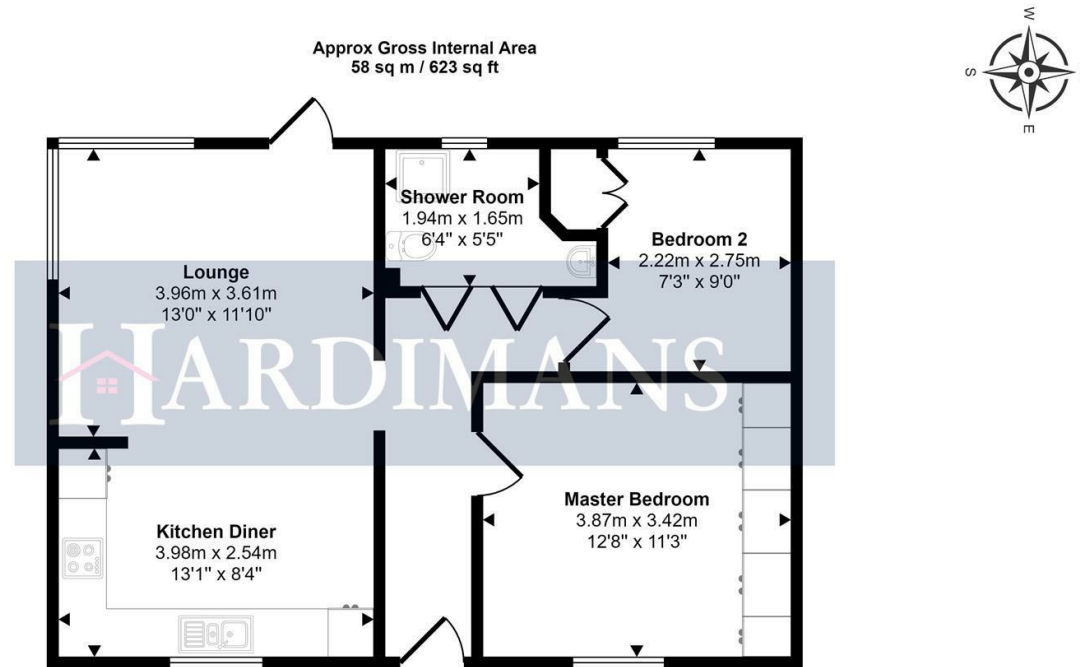 Approx Gross Internal Area
58 sq m / 623 sq ft
W
S
E
Shower Room
1.94m x 1.65m
6'4" x 5'5"
Bedroom 2
2.22m x 2.75m
7'3" x 9'0"
Lounge
3.96m x 3.61m
13'0" x 11'10"
HARDIMANS
Master Bedroom
3.87m x 3.42m
12'8" x 11'3"
Kitchen Diner
3.98m x 2.54m
13'1" x 8'4"